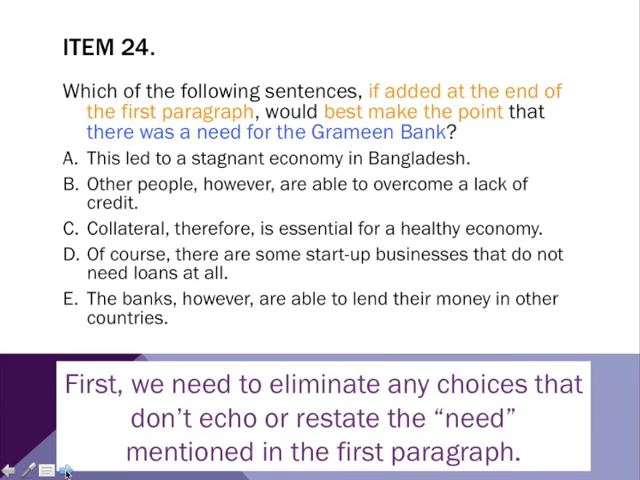 ITEM 24.
Which of the following sentences, if added at the end of
the first paragraph, would best make the point that
there was a need for the Grameen Bank?
A. This led to a stagnant economy in Bangladesh.
B. Other people, however, are able to overcome a lack of
credit.
C. Collateral, therefore, is essential for a healthy economy.
D. Of course, there are some start-up businesses that do not
need loans at all.
E. The banks, however, are able to lend their money in other
countries.
First, we need to eliminate any choices that
don’t echo or restate the “need”
mentioned in the first paragraph.